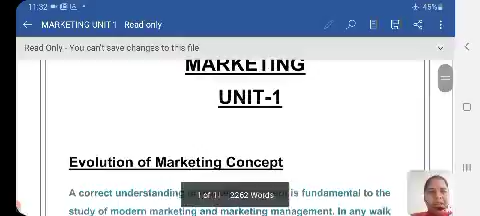 11:32
45%
MARKETING UNIT 1 - Read-only
Read Only - You can't save changes to this file
MARKETING
UNIT-1
Evolution of Marketing Concept
A correct understanding is fundamental to the
1 of 11 2262 Words
study of modern marketing and marketing management. In any walk